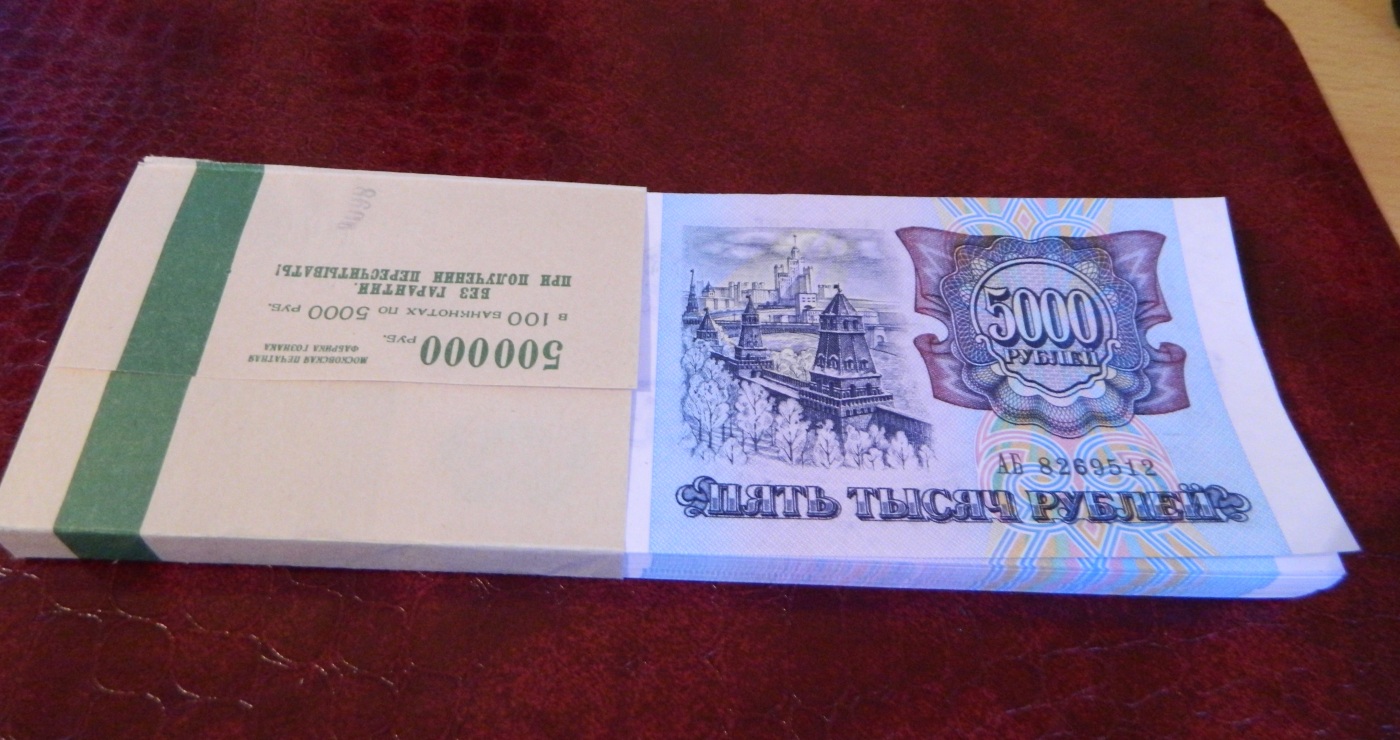 500000 РУБ.
МОСКОВСКАЯ ПЕЧАТНАЯ
ФАБРИКА ГОЗНАКА
В 100 БАНКНОТАХ ПО 5000 РУБ.
БЕЗ ГАРАНТИИ.
ПРИ ПОЛУЧЕНИИ ПЕРЕСЧИТЫВАТЬ!
5000
РУБЛЕЙ
АБ 8269512
ПЯТЬ ТЫСЯЧ РУБЛЕЙ